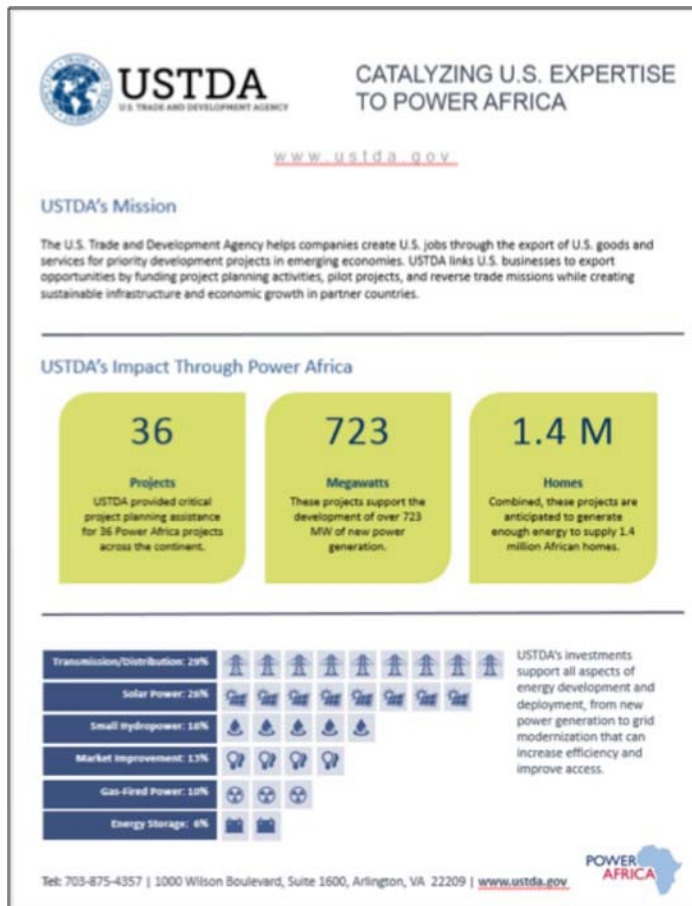 USTDA
U.S. TRADE AND DEVELOPMENT AGENCY
CATALYZING U.S. EXPERTISE
TO POWER AFRICA
www.ustda.gov
USTDA's Mission
The U.S. Trade and Development Agency helps companies create U.S. jobs through the export of U.S. goods and
services for priority development projects in emerging economies. USTDA links U.S. businesses to export
opportunities by funding project planning activities, pilot projects, and reverse trade missions while creating
sustainable infrastructure and economic growth in partner countries.
USTDA's Impact Through Power Africa
36
Projects
USTDA provided critical
project planning assistance
for 36 Power Africa projects
across the continent.
723
Megawatts
These projects support the
development of over 723
MW of new power
generation.
1.4 M
Homes
Combined, these projects are
anticipated to generate
enough energy to supply 1.4
million African homes.
Transmission/Distribution: 29%
Solar Power: 26%
Small Hydropower: 16%
Market Improvement: 13%
Gas-Fired Power: 10%
Energy Storage: 6%
USTDA's investments
support all aspects of
energy development and
deployment, from new
power generation to grid
modernization that can
increase efficiency and
improve access.
POWER
AFRICA
Tel: 703-875-4357 | 1000 Wilson Boulevard, Suite 1600, Arlington, VA 22209 | www.ustda.gov